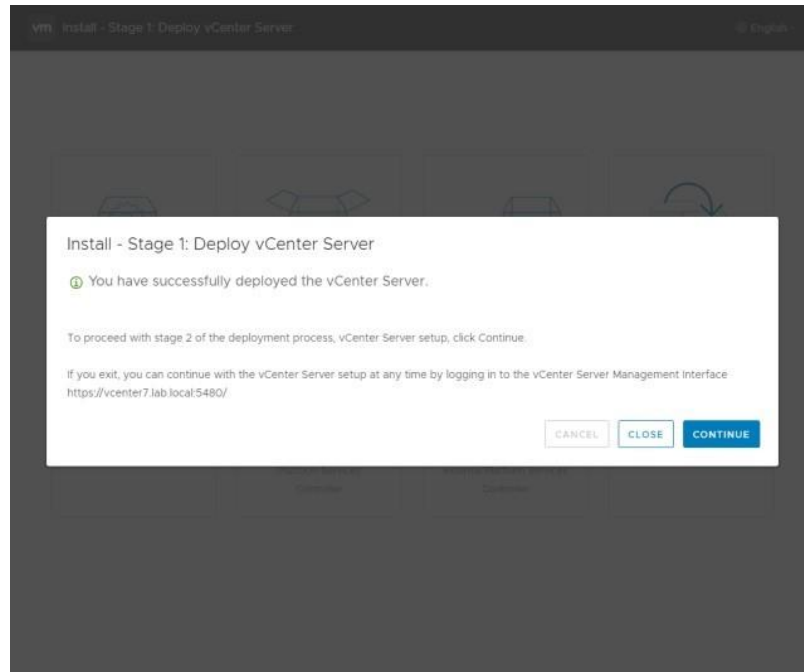 vm Install - Stage 1: Deploy vCenter Server
English
Install - Stage 1: Deploy vCenter Server
You have successfully deployed the vCenter Server.
To proceed with stage 2 of the deployment process, vCenter Server setup, click Continue.
If you exit, you can continue with the vCenter Server setup at any time by logging in to the vCenter Server Management Interface
https://vcenter7.lab.local:5480/
CANCEL CLOSE CONTINUE